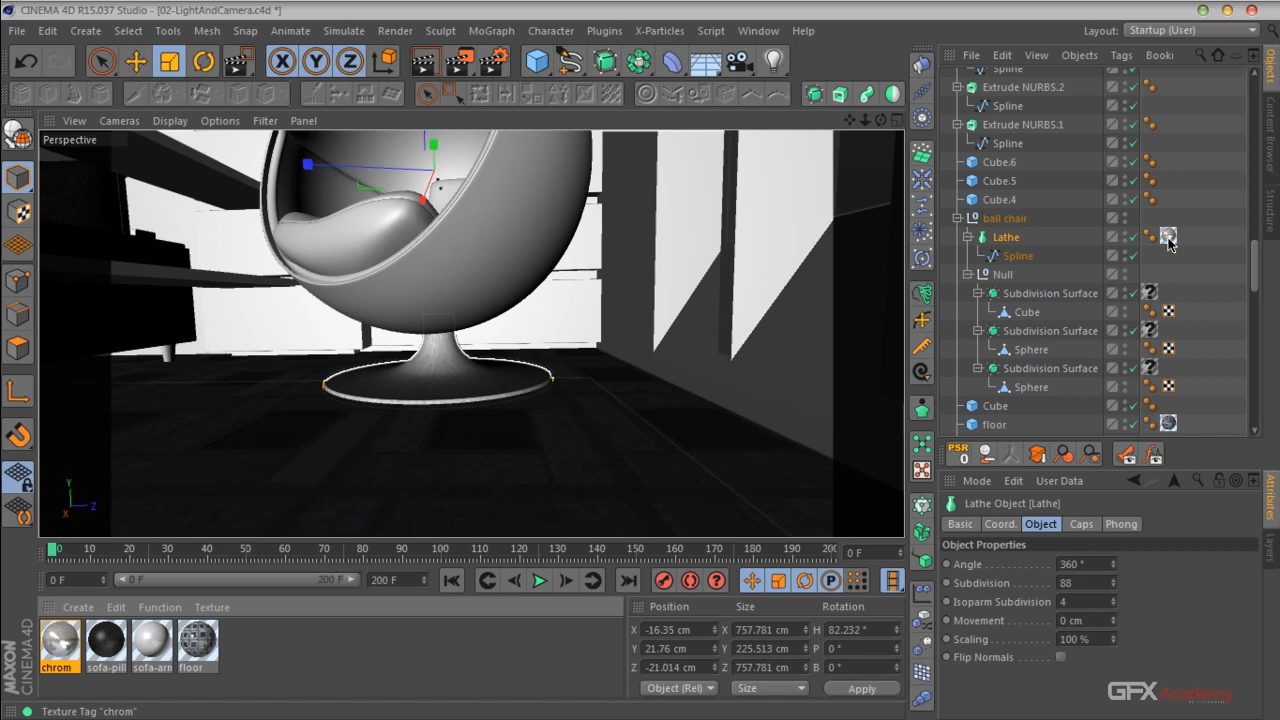 CINEMA 4D R15.037 Studio - [02-LightAndCamera.c4d *]
File Edit Create Select Tools Mesh Snap Animate Simulate Render Sculpt MoGraph Character Plugins X-Particles Script Window Help
Layout: Startup (User)
X Y Z
View Cameras Display Options Filter Panel
Perspective
Y
Z
X
0 10 20 30 40 50 60 70 80 90 100 110 120 130 140 150 160 170 180 190 200
0 F
0 F 0 F 200 F 200 F
P
Create Edit Function Texture
chrom sofa-pill sofa-arn floor
MAXON CINEMA 4D
Position Size Rotation
X -16.35 cm X 757.781 cm H 82.232 °
Y 21.76 cm Y 225.513 cm P 0 °
Z -21.014 cm Z 757.781 cm B 0 °
Object (Rel) Size Apply
Texture Tag "chrom"
File Edit View Objects Tags Booki
Spline
Extrude NURBS.2
Spline
Extrude NURBS.1
Spline
Cube.6
Cube.5
Cube.4
ball chair
Lathe
Spline
Null
Subdivision Surface
Cube
Subdivision Surface
Sphere
Subdivision Surface
Sphere
Cube
floor
Objects
Content Browser
Structure
PSR
0
Mode Edit User Data
Lathe Object [Lathe]
Basic Coord. Object Caps Phong
Object Properties
Angle 360 °
Subdivision 88
Isoparm Subdivision 4
Movement 0 cm
Scaling 100 %
Flip Normals
Attributes
Layers
GFX Academy